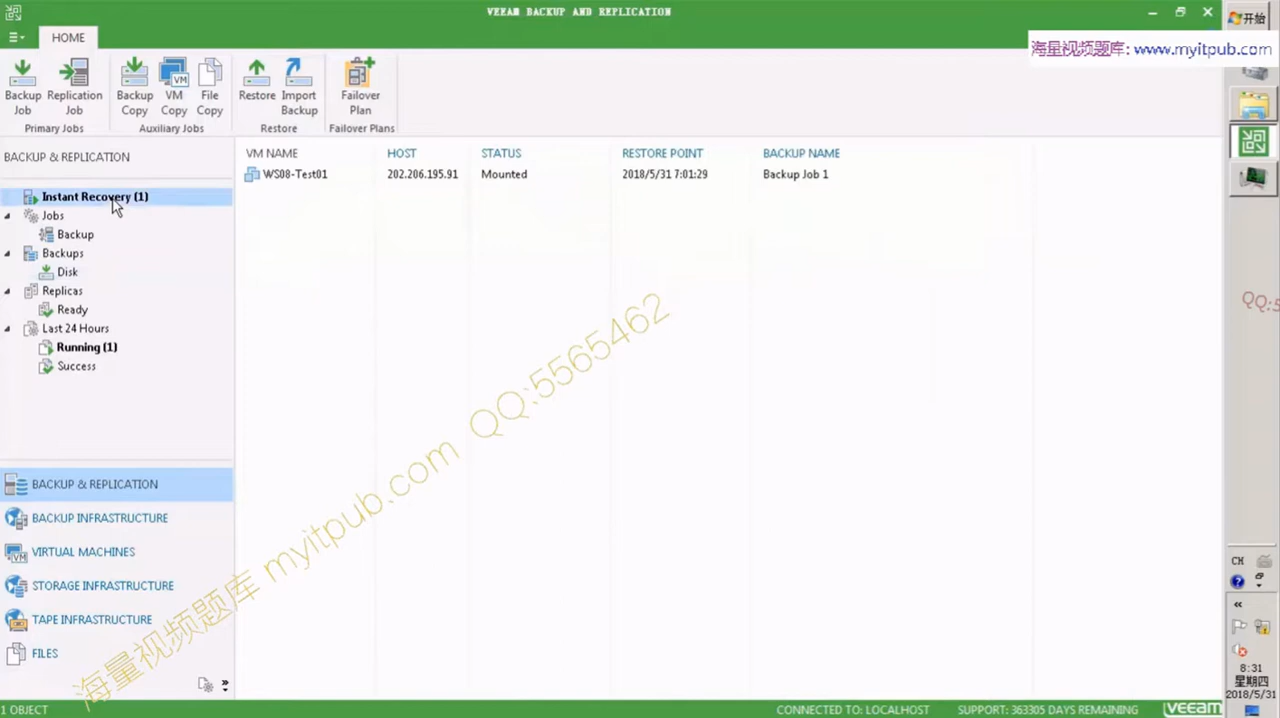 VEEAM BACKUP AND REPLICATION
开始
HOME
海量视频题库: www.myitpub.com
Backup Job
Replication Job
Backup Copy
VM Copy
File Copy
Restore
Import Backup
Failover Plan
Primary Jobs
Auxiliary Jobs
Restore
Failover Plans
BACKUP & REPLICATION
Instant Recovery (1)
Jobs
Backup
Backups
Disk
Replicas
Ready
Last 24 Hours
Running (1)
Success
VM NAME HOST STATUS RESTORE POINT BACKUP NAME
WS08-Test01 202.206.195.91 Mounted 2018/5/31 7:01:29 Backup Job 1
海量视频题库 myitpub.com QQ:5565462
QQ:5
BACKUP & REPLICATION
BACKUP INFRASTRUCTURE
VIRTUAL MACHINES
STORAGE INFRASTRUCTURE
TAPE INFRASTRUCTURE
FILES
CH
8:31
星期四
2018/5/31
1 OBJECT
CONNECTED TO: LOCALHOST
SUPPORT: 363305 DAYS REMAINING
veeam